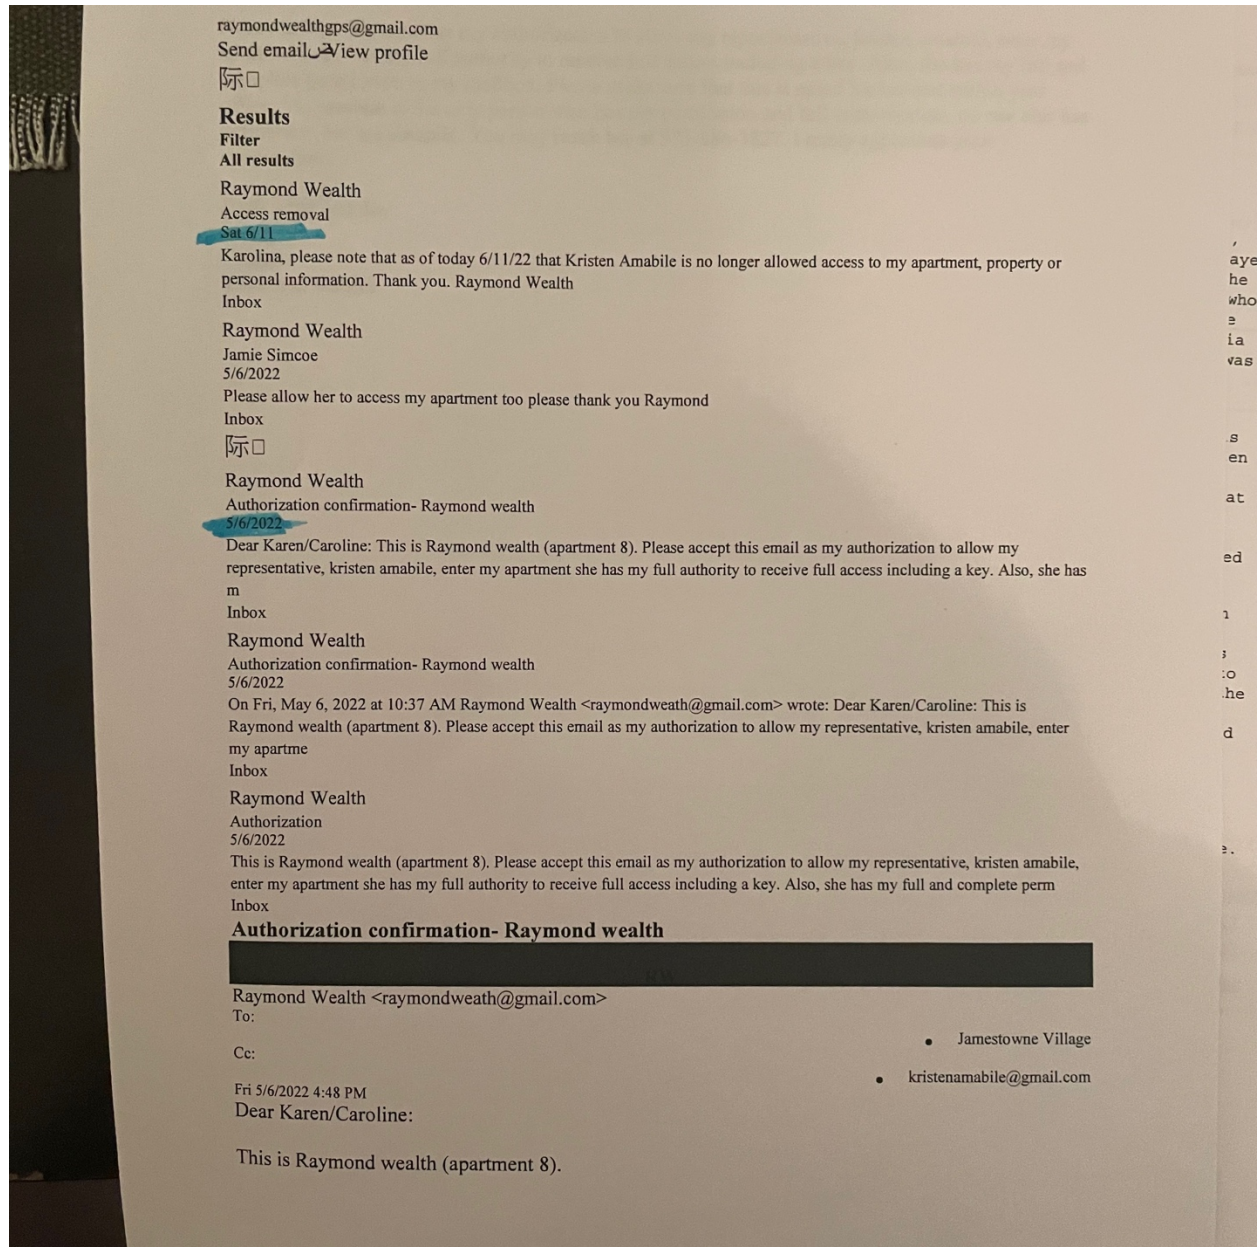 raymondwealthgps@gmail.com
Send email View profile
际
Results
Filter
All results
Raymond Wealth
Access removal
Sat 6/11
Karolina, please note that as of today 6/11/22 that Kristen Amabile is no longer allowed access to my apartment, property or
personal information. Thank you. Raymond Wealth
Inbox
Raymond Wealth
Jamie Simcoe
5/6/2022
Please allow her to access my apartment too please thank you Raymond
Inbox
际
Raymond Wealth
Authorization confirmation- Raymond wealth
5/6/2022
Dear Karen/Caroline: This is Raymond wealth (apartment 8). Please accept this email as my authorization to allow my
representative, kristen amabile, enter my apartment she has my full authority to receive full access including a key. Also, she has
m
Inbox
Raymond Wealth
Authorization confirmation- Raymond wealth
5/6/2022
On Fri, May 6, 2022 at 10:37 AM Raymond Wealth <raymondweath@gmail.com> wrote: Dear Karen/Caroline: This is
Raymond wealth (apartment 8). Please accept this email as my authorization to allow my representative, kristen amabile, enter
my apartme
Inbox
Raymond Wealth
Authorization
5/6/2022
This is Raymond wealth (apartment 8). Please accept this email as my authorization to allow my representative, kristen amabile,
enter my apartment she has my full authority to receive full access including a key. Also, she has my full and complete perm
Inbox
Authorization confirmation- Raymond wealth
Raymond Wealth <raymondweath@gmail.com>
To:
Jamestowne Village
Cc:
kristenamabile@gmail.com
Fri 5/6/2022 4:48 PM
Dear Karen/Caroline:
This is Raymond wealth (apartment 8).
aye
he
who
ia
was
en
at
ed
he
d